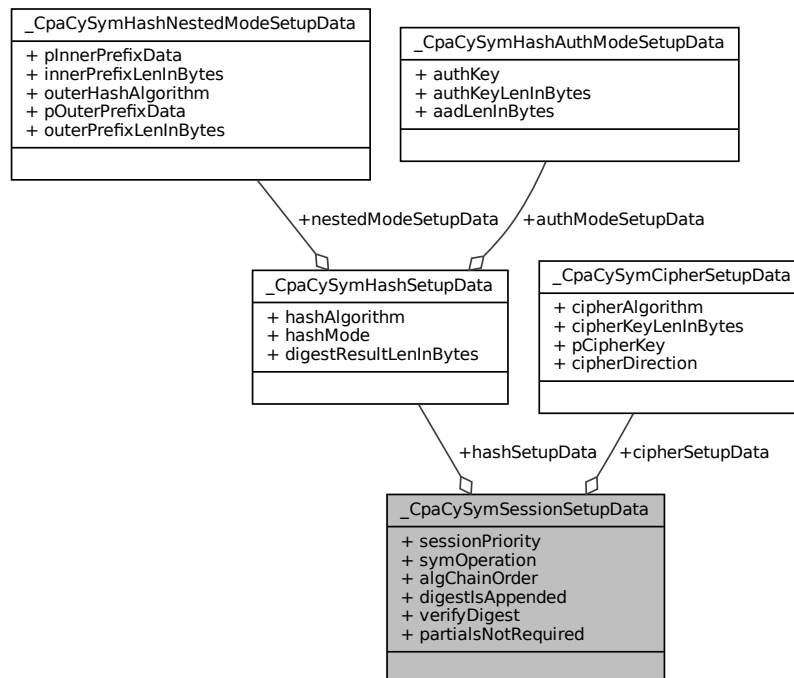 _CpaCySymHashNestedModeSetupData
+ pInnerPrefixData
+ innerPrefixLenInBytes
+ outerHashAlgorithm
+ pOuterPrefixData
+ outerPrefixLenInBytes
_CpaCySymHashAuthModeSetupData
+ authKey
+ authKeyLenInBytes
+ aadLenInBytes
+nestedModeSetupData
+authModeSetupData
_CpaCySymHashSetupData
+ hashAlgorithm
+ hashMode
+ digestResultLenInBytes
_CpaCySymCipherSetupData
+ cipherAlgorithm
+ cipherKeyLenInBytes
+ pCipherKey
+ cipherDirection
+hashSetupData
+cipherSetupData
_CpaCySymSessionSetupData
+ sessionPriority
+ symOperation
+ algChainOrder
+ digestIsAppended
+ verifyDigest
+ partialsNotRequired